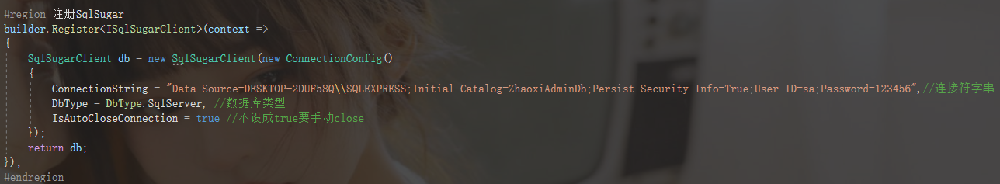 #region 注册SqlSugar
builder.Register<ISqlSugarClient>(context =>
{
    SqlSugarClient db = new SqlSugarClient(new ConnectionConfig()
    {
        ConnectionString = "Data Source=DESKTOP-2DUF58Q\\SQLEXPRESS;Initial Catalog=ZhaoxiAdminDb;Persist Security Info=True;User ID=sa;Password=123456",//连接符字串
        DbType = DbType.SqlServer, //数据库类型
        IsAutoCloseConnection = true //不设成true要手动close
    });
    return db;
});
#endregion